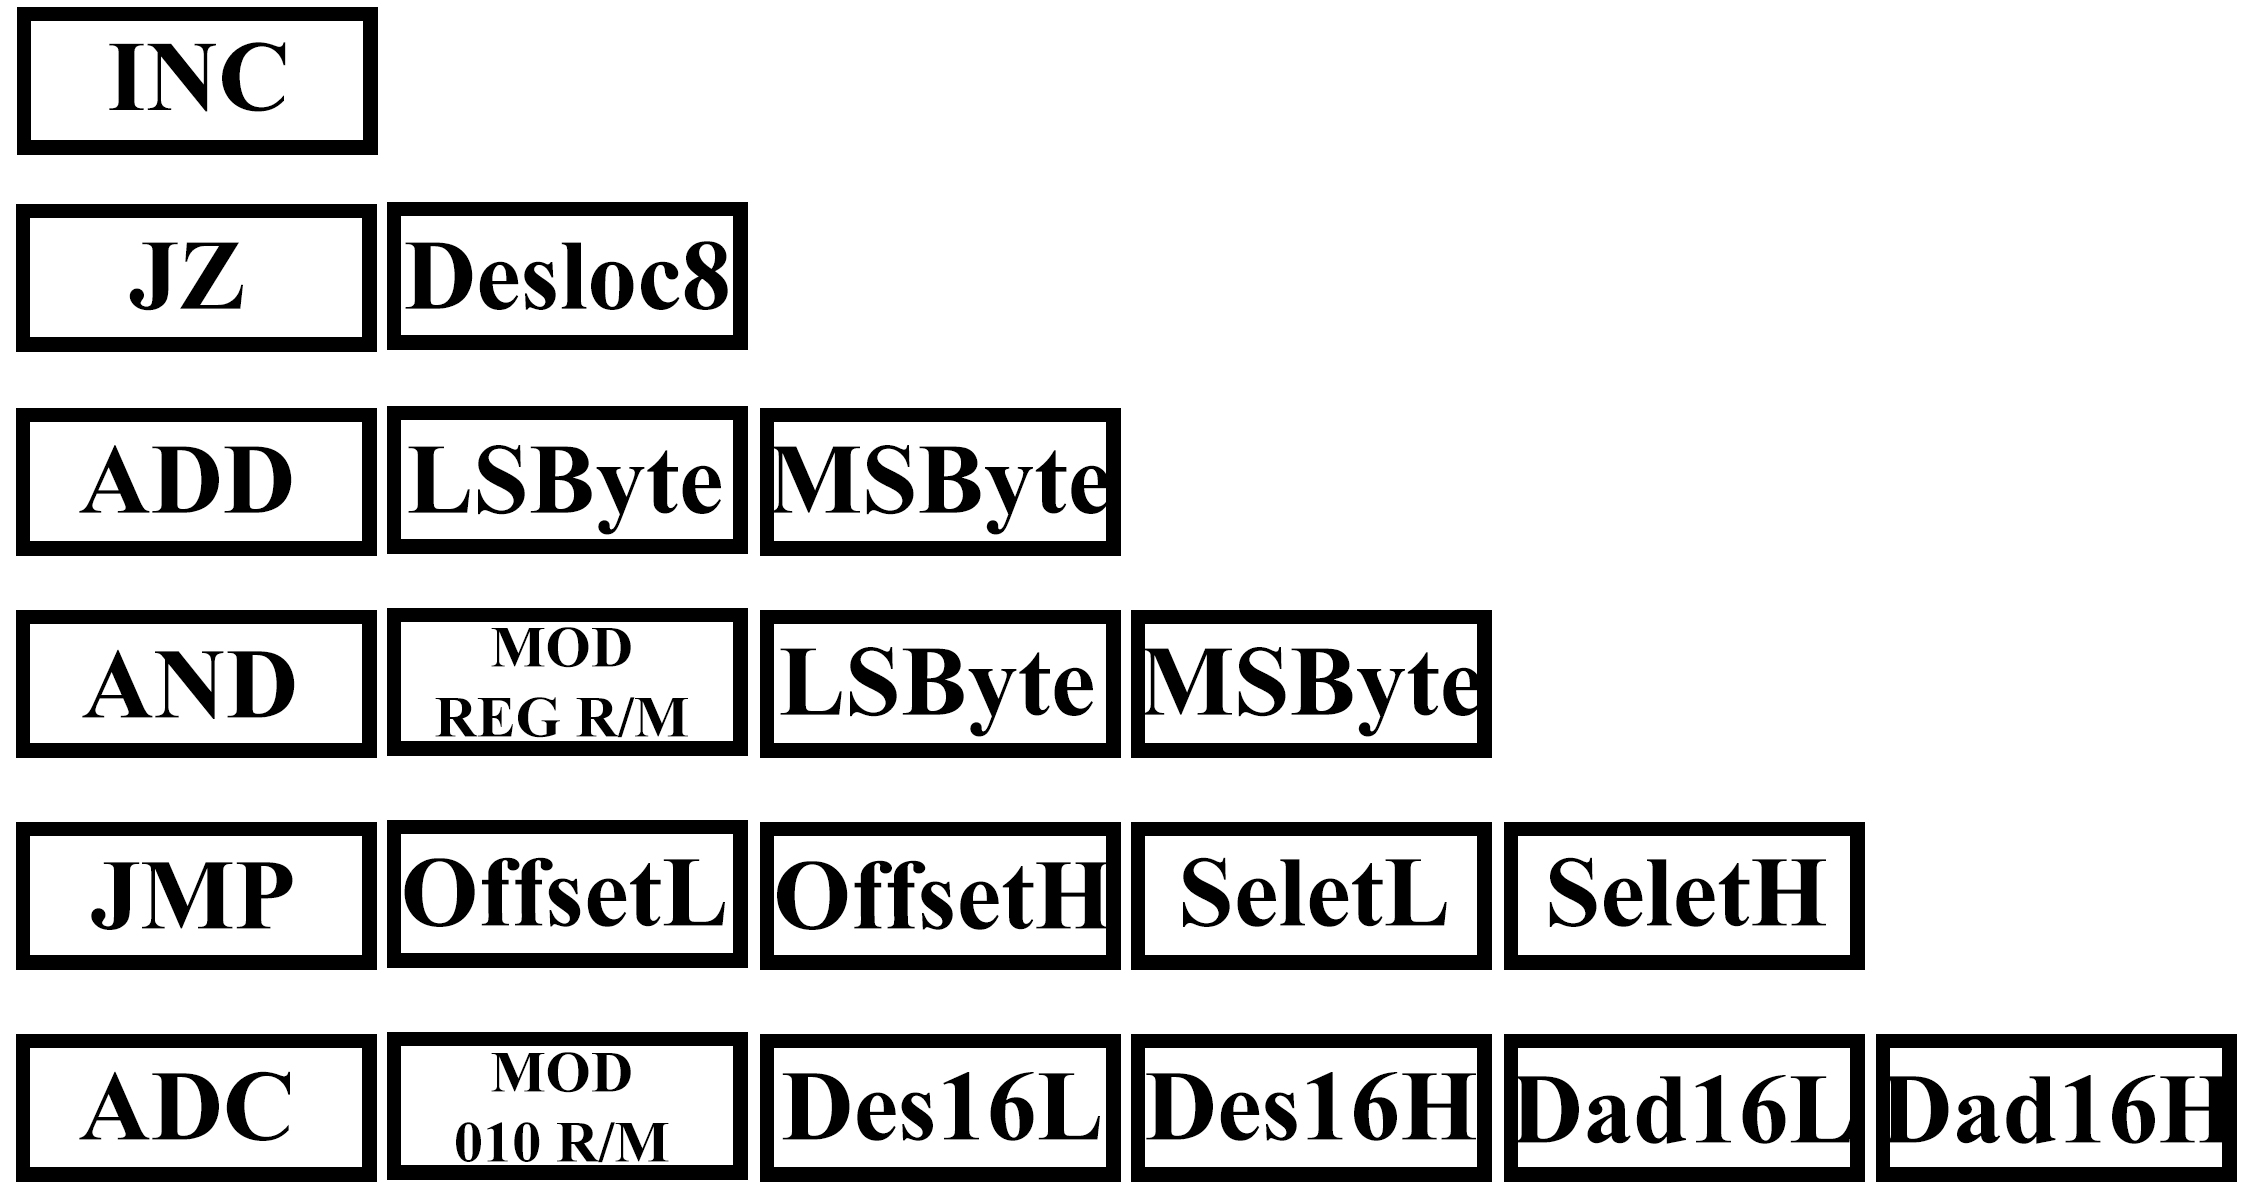 INC
JZ Desloc8
ADD LSByte MSByte
AND MOD REG R/M LSByte MSByte
JMP OffsetL OffsetH SeletL SeletH
ADC MOD 010 R/M Des16L Des16H Dad16L Dad16H